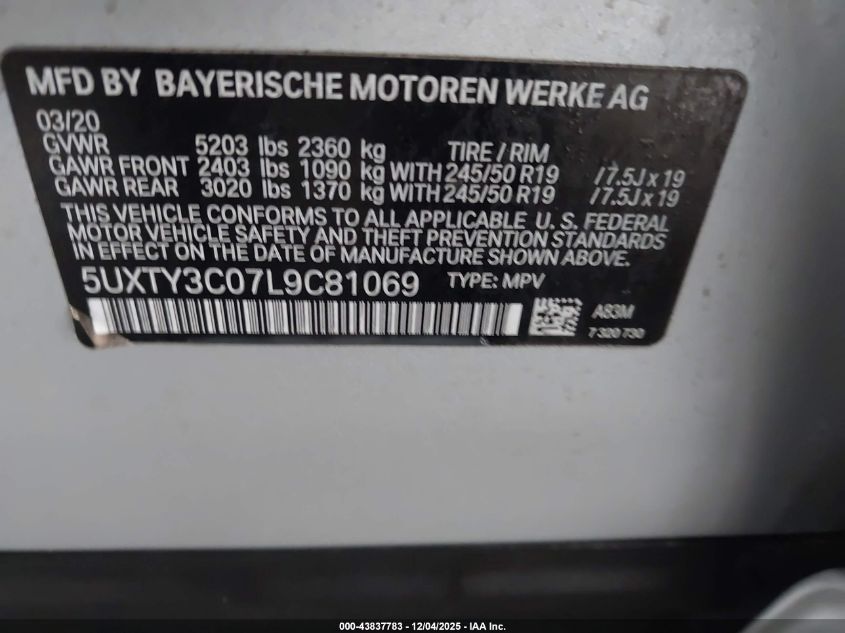 MFD BY BAYERISCHE MOTOREN WERKE AG
03/20
GVWR 5203 lbs 2360 kg TIRE / RIM
GAWR FRONT 2403 lbs 1090 kg WITH 245/50 R19 / 7.5J x 19
GAWR REAR 3020 lbs 1370 kg WITH 245/50 R19 / 7.5J x 19
THIS VEHICLE CONFORMS TO ALL APPLICABLE U. S. FEDERAL
MOTOR VEHICLE SAFETY AND THEFT PREVENTION STANDARDS
IN EFFECT ON THE DATE OF MANUFACTURE SHOWN ABOVE.
5UXTY3C07L9C81069 TYPE: MPV
A83M
7 320 730
000-43837783 - 12/04/2025 - IAA Inc.